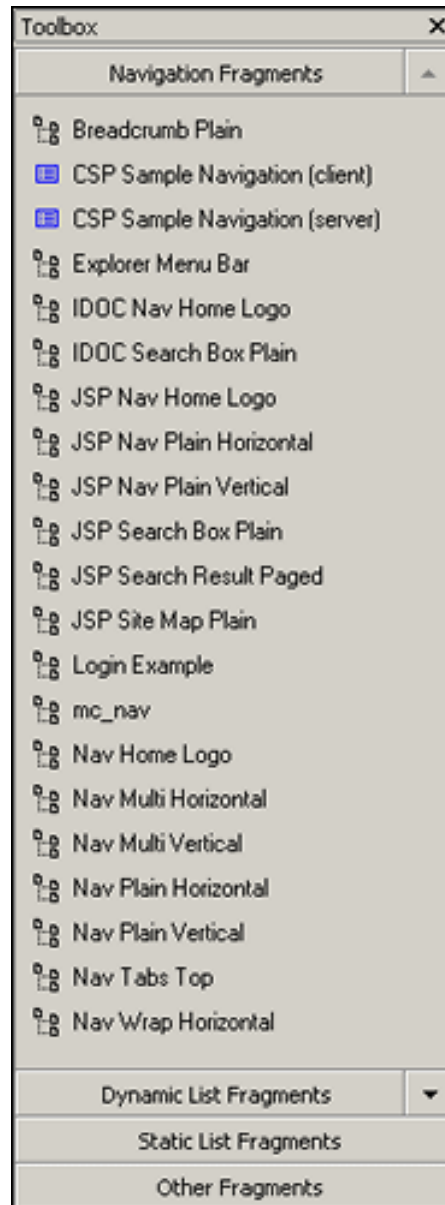 Toolbox
Navigation Fragments
Breadcrumb Plain
CSP Sample Navigation (client)
CSP Sample Navigation (server)
Explorer Menu Bar
IDOC Nav Home Logo
IDOC Search Box Plain
JSP Nav Home Logo
JSP Nav Plain Horizontal
JSP Nav Plain Vertical
JSP Search Box Plain
JSP Search Result Paged
JSP Site Map Plain
Login Example
mc_nav
Nav Home Logo
Nav Multi Horizontal
Nav Multi Vertical
Nav Plain Horizontal
Nav Plain Vertical
Nav Tabs Top
Nav Wrap Horizontal
Dynamic List Fragments
Static List Fragments
Other Fragments